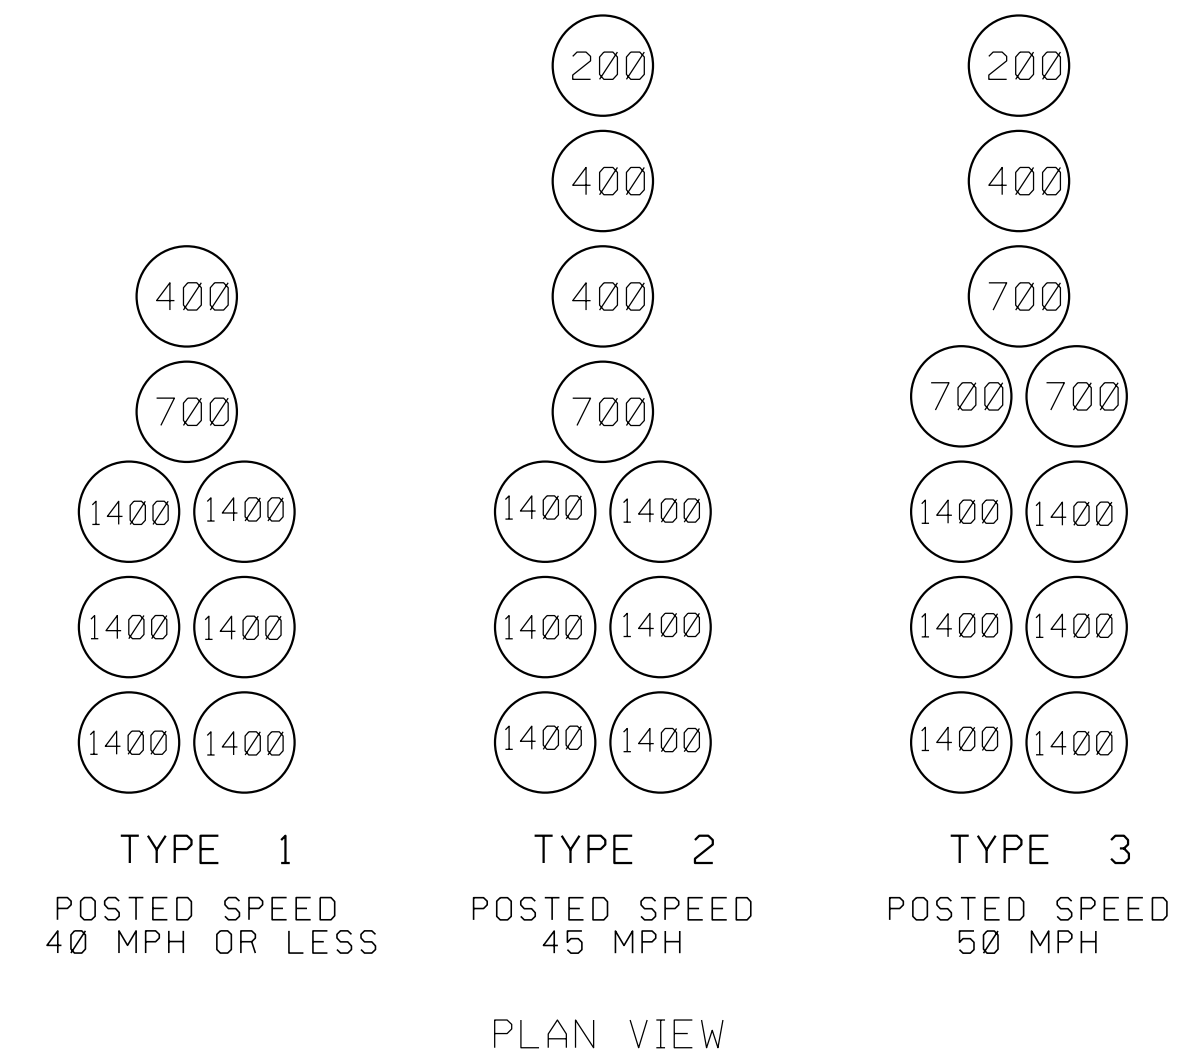 200 200
400 400
400 400 700
700 700
700 700
1400 1400 1400 1400 1400 1400
1400 1400 1400 1400 1400 1400
1400 1400 1400 1400 1400 1400
TYPE 1 TYPE 2 TYPE 3
POSTED SPEED POSTED SPEED POSTED SPEED
40 MPH OR LESS 45 MPH 50 MPH
PLAN VIEW